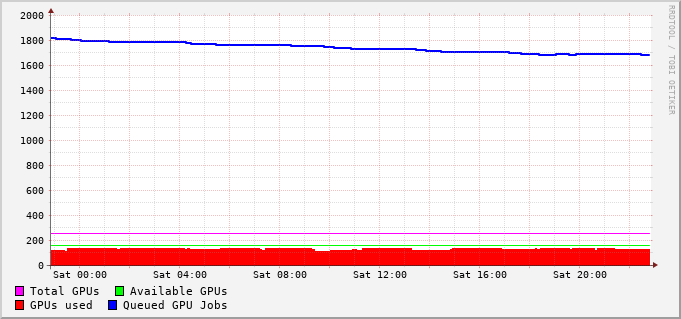 2000
1800
1600
1400
1200
1000
800
600
400
200
0
Sat 00:00 Sat 04:00 Sat 08:00 Sat 12:00 Sat 16:00 Sat 20:00
Total GPUs Available GPUs
GPUs used Queued GPU Jobs
RRDTOOL / TOBI OETIKER